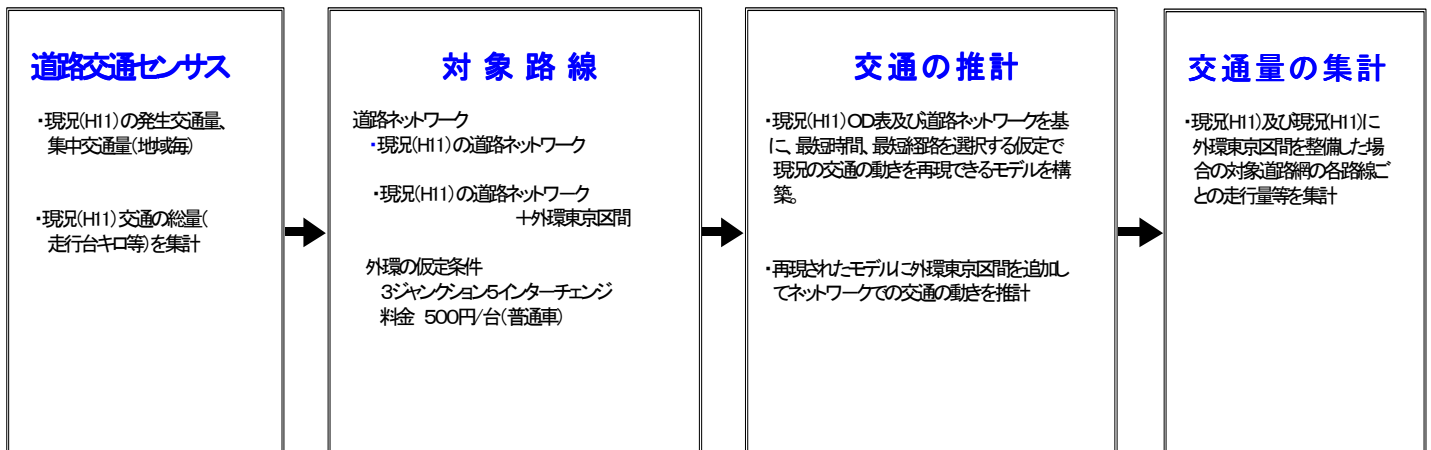 道路交通センサス
・現況(H11)の発生交通量、
集中交通量(地域毎)
・現況(H11)交通の総量(
走行台キロ等)を集計
対象路線
道路ネットワーク
・現況(H11)の道路ネットワーク
・現況(H11)の道路ネットワーク
＋外環東京区間
外環の仮定条件
3ジャンクション5インターチェンジ
料金 500円/台(普通車)
交通の推計
・現況(H11)OD表及び道路ネットワークを基
に、最短時間、最短経路を選択する仮定で
現況の交通の動きを再現できるモデルを構
築。
・再現されたモデルに外環東京区間を追加し
てネットワークでの交通の動きを推計
交通量の集計
・現況(H11)及び現況(H11)に
外環東京区間を整備した場
合の対象道路網の各路線ご
との走行量等を集計